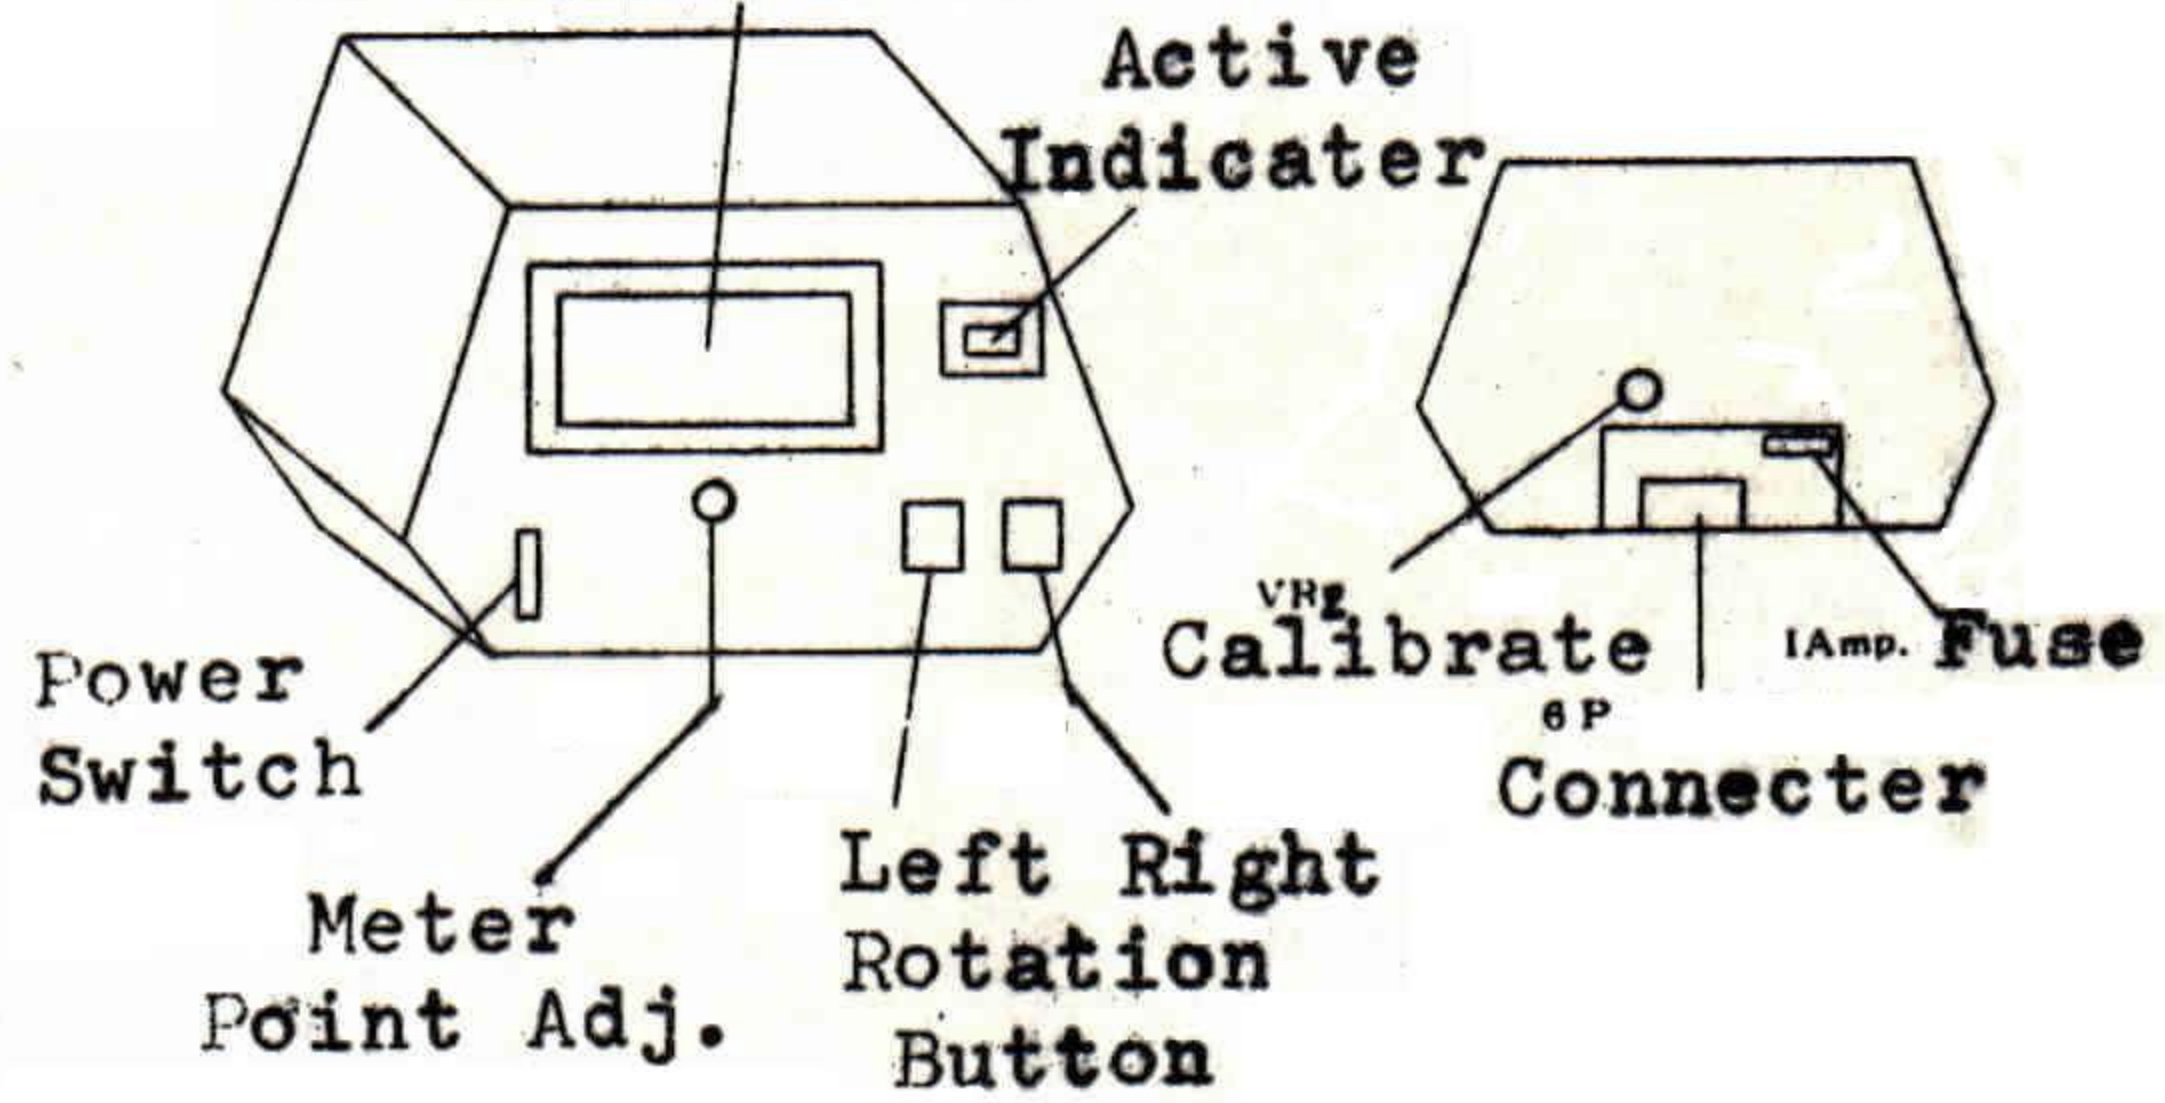 Active
Indicater
Power
Switch
Meter
Point Adj.
Left Right
Rotation
Button
VR2
Calibrate
6P
Connecter
1Amp. Fuse